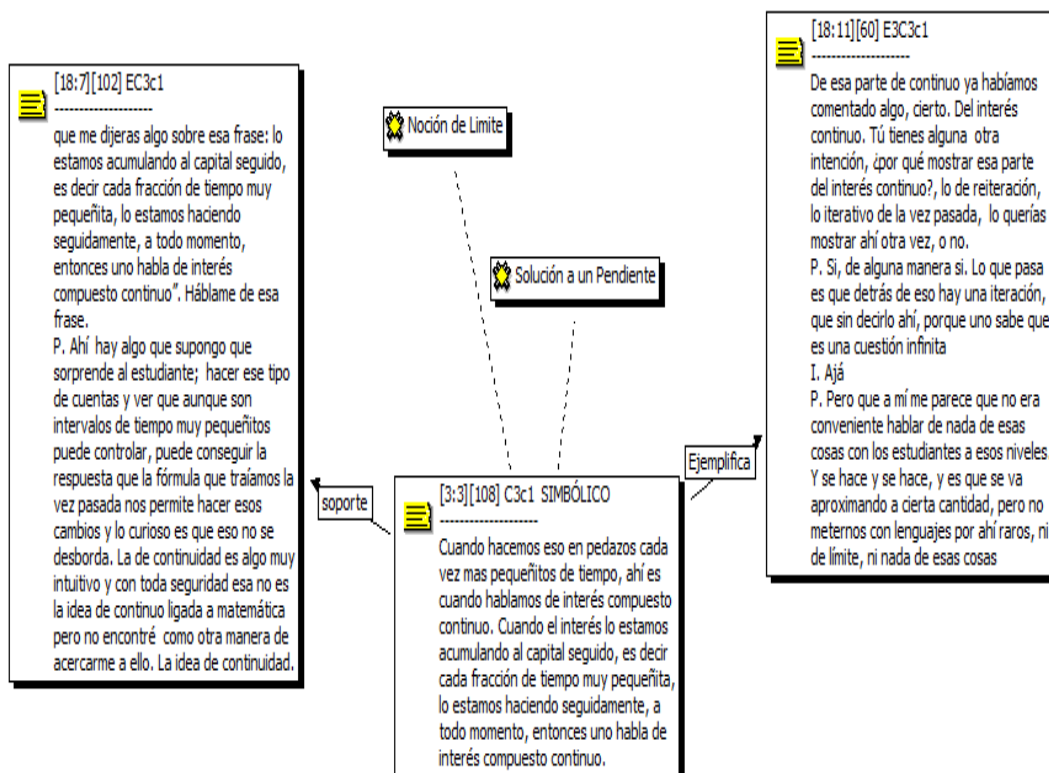 [18:7][102] EC3c1
--------------------
que me dijeras algo sobre esa frase: lo
estamos acumulando al capital seguido,
es decir cada fracción de tiempo muy
pequeñita, lo estamos haciendo
seguidamente, a todo momento,
entonces uno habla de interés
compuesto continuo”. Háblame de esa
frase.
P. Ahí hay algo que supongo que
sorprende al estudiante; hacer ese tipo
de cuentas y ver que aunque son
intervalos de tiempo muy pequeñitos
puede controlar, puede conseguir la
respuesta que la fórmula que traíamos la
vez pasada nos permite hacer esos
cambios y lo curioso es que eso no se
desborda. La de continuidad es algo muy
intuitivo y con toda seguridad esa no es
la idea de continuo ligada a matemática
pero no encontré como otra manera de
acercarme a ello. La idea de continuidad.
Noción de Limite
Solución a un Pendiente
soporte
Ejemplifica
[3:3][108] C3c1 SIMBÓLICO
--------------------
Cuando hacemos eso en pedazos cada
vez mas pequeñitos de tiempo, ahí es
cuando hablamos de interés compuesto
continuo. Cuando el interés lo estamos
acumulando al capital seguido, es decir
cada fracción de tiempo muy pequeñita,
lo estamos haciendo seguidamente, a
todo momento, entonces uno habla de
interés compuesto continuo.
[18:11][60] E3C3c1
--------------------
De esa parte de continuo ya habíamos
comentado algo, cierto. Del interés
continuo. Tú tienes alguna otra
intención, ¿por qué mostrar esa parte
del interés continuo?, lo de reiteración,
lo iterativo de la vez pasada, lo querías
mostrar ahí otra vez, o no.
P. Si, de alguna manera si. Lo que pasa
es que detrás de eso hay una iteración,
que sin decirlo ahí, porque uno sabe que
es una cuestión infinita
I. Ajá
P. Pero que a mí me parece que no era
conveniente hablar de nada de esas
cosas con los estudiantes a esos niveles
Y se hace y se hace, y es que se va
aproximando a cierta cantidad, pero no
meternos con lenguajes por ahí raros, ni
de límite, ni nada de esas cosas